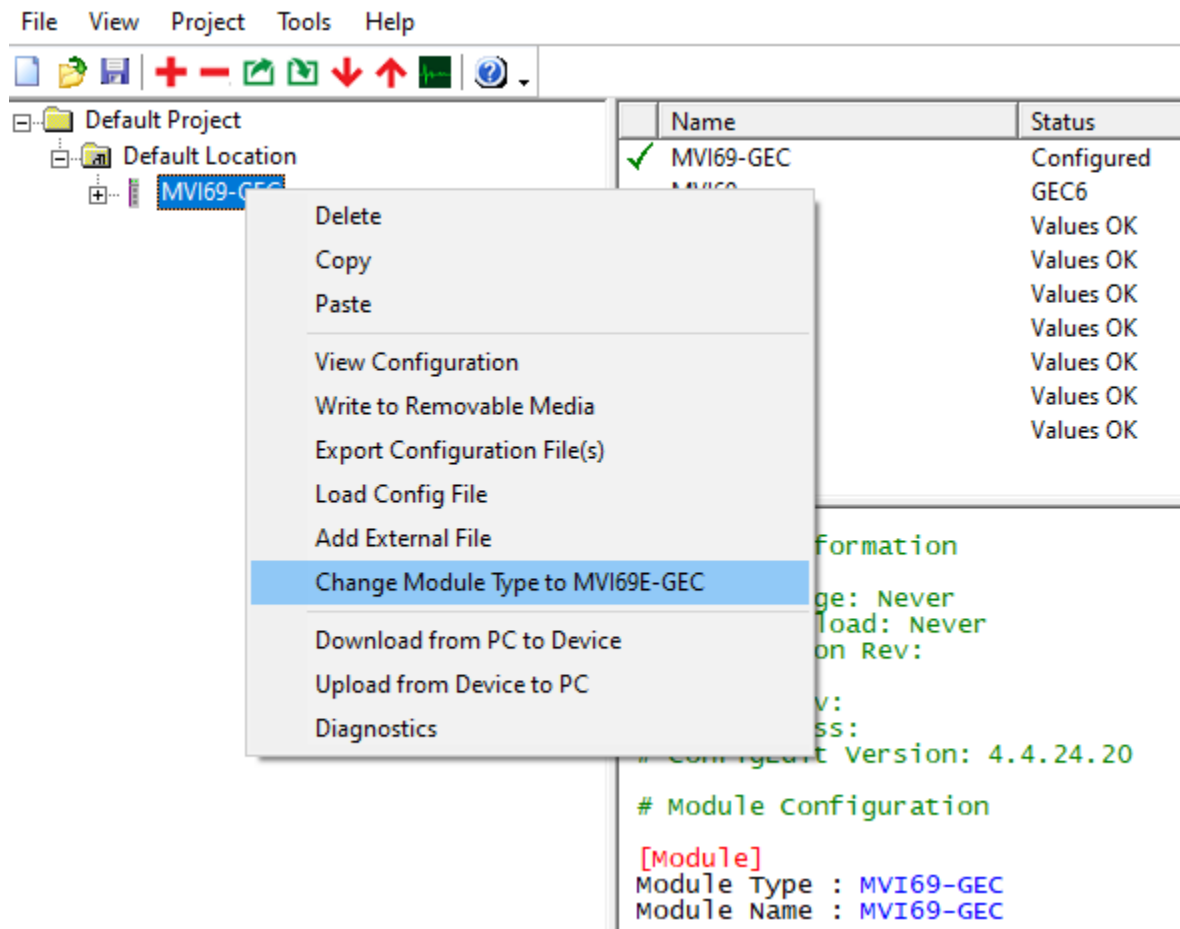 File View Project Tools Help
Default Project
Default Location
MVI69-GEC
Delete
Copy
Paste
View Configuration
Write to Removable Media
Export Configuration File(s)
Load Config File
Add External File
Change Module Type to MVI69E-GEC
Download from PC to Device
Upload from Device to PC
Diagnostics
Name Status
MVI69-GEC Configured
MVI69 GEC6
Values OK
Values OK
Values OK
Values OK
Values OK
Values OK
Values OK
formation
ge: Never
load: Never
on Rev:
v:
ss:
# ConfigEdit Version: 4.4.24.20
# Module Configuration
[Module]
Module Type : MVI69-GEC
Module Name : MVI69-GEC